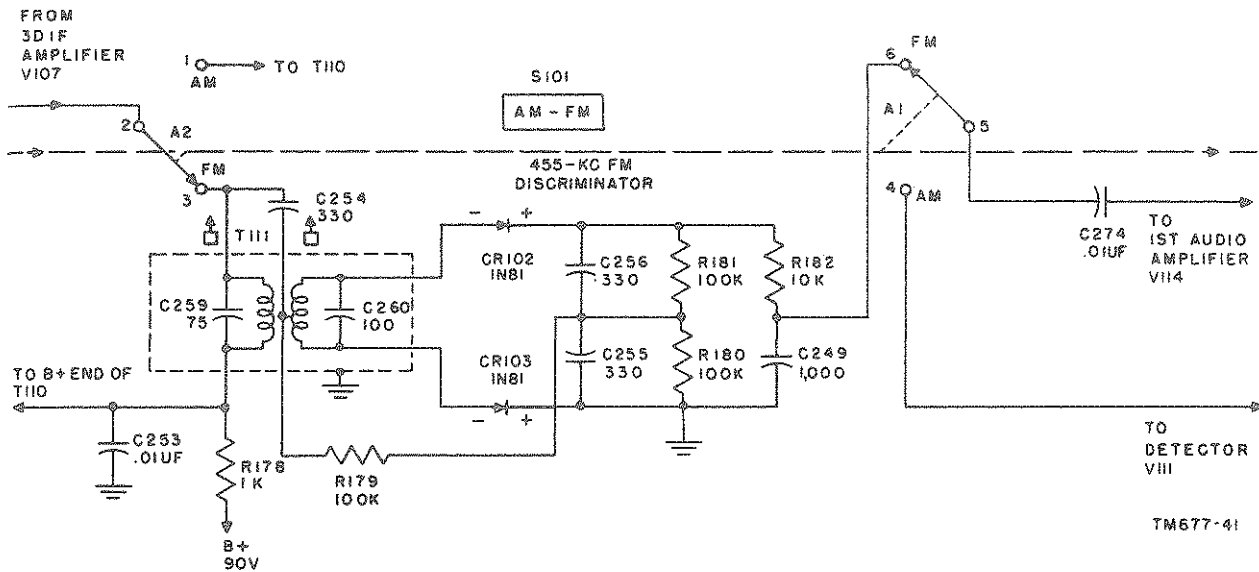 FROM
3D IF
AMPLIFIER
V107
1
AM
TO T110
S101
AM-FM
6
FM
A1
5
2
A2
FM
3
455-KC FM
DISCRIMINATOR
4
AM
C254
330
T111
C274
.01UF
TO
1ST AUDIO
AMPLIFIER
V114
- +
CR102
1N81
C256
330
R181
100K
R182
10K
C259
75
C260
100
CR103
1N81
C255
330
R180
100K
C249
1,000
- +
TO B+ END OF
T110
C253
.01UF
R178
1K
R179
100K
B+
90V
TO
DETECTOR
V111
TM677-41